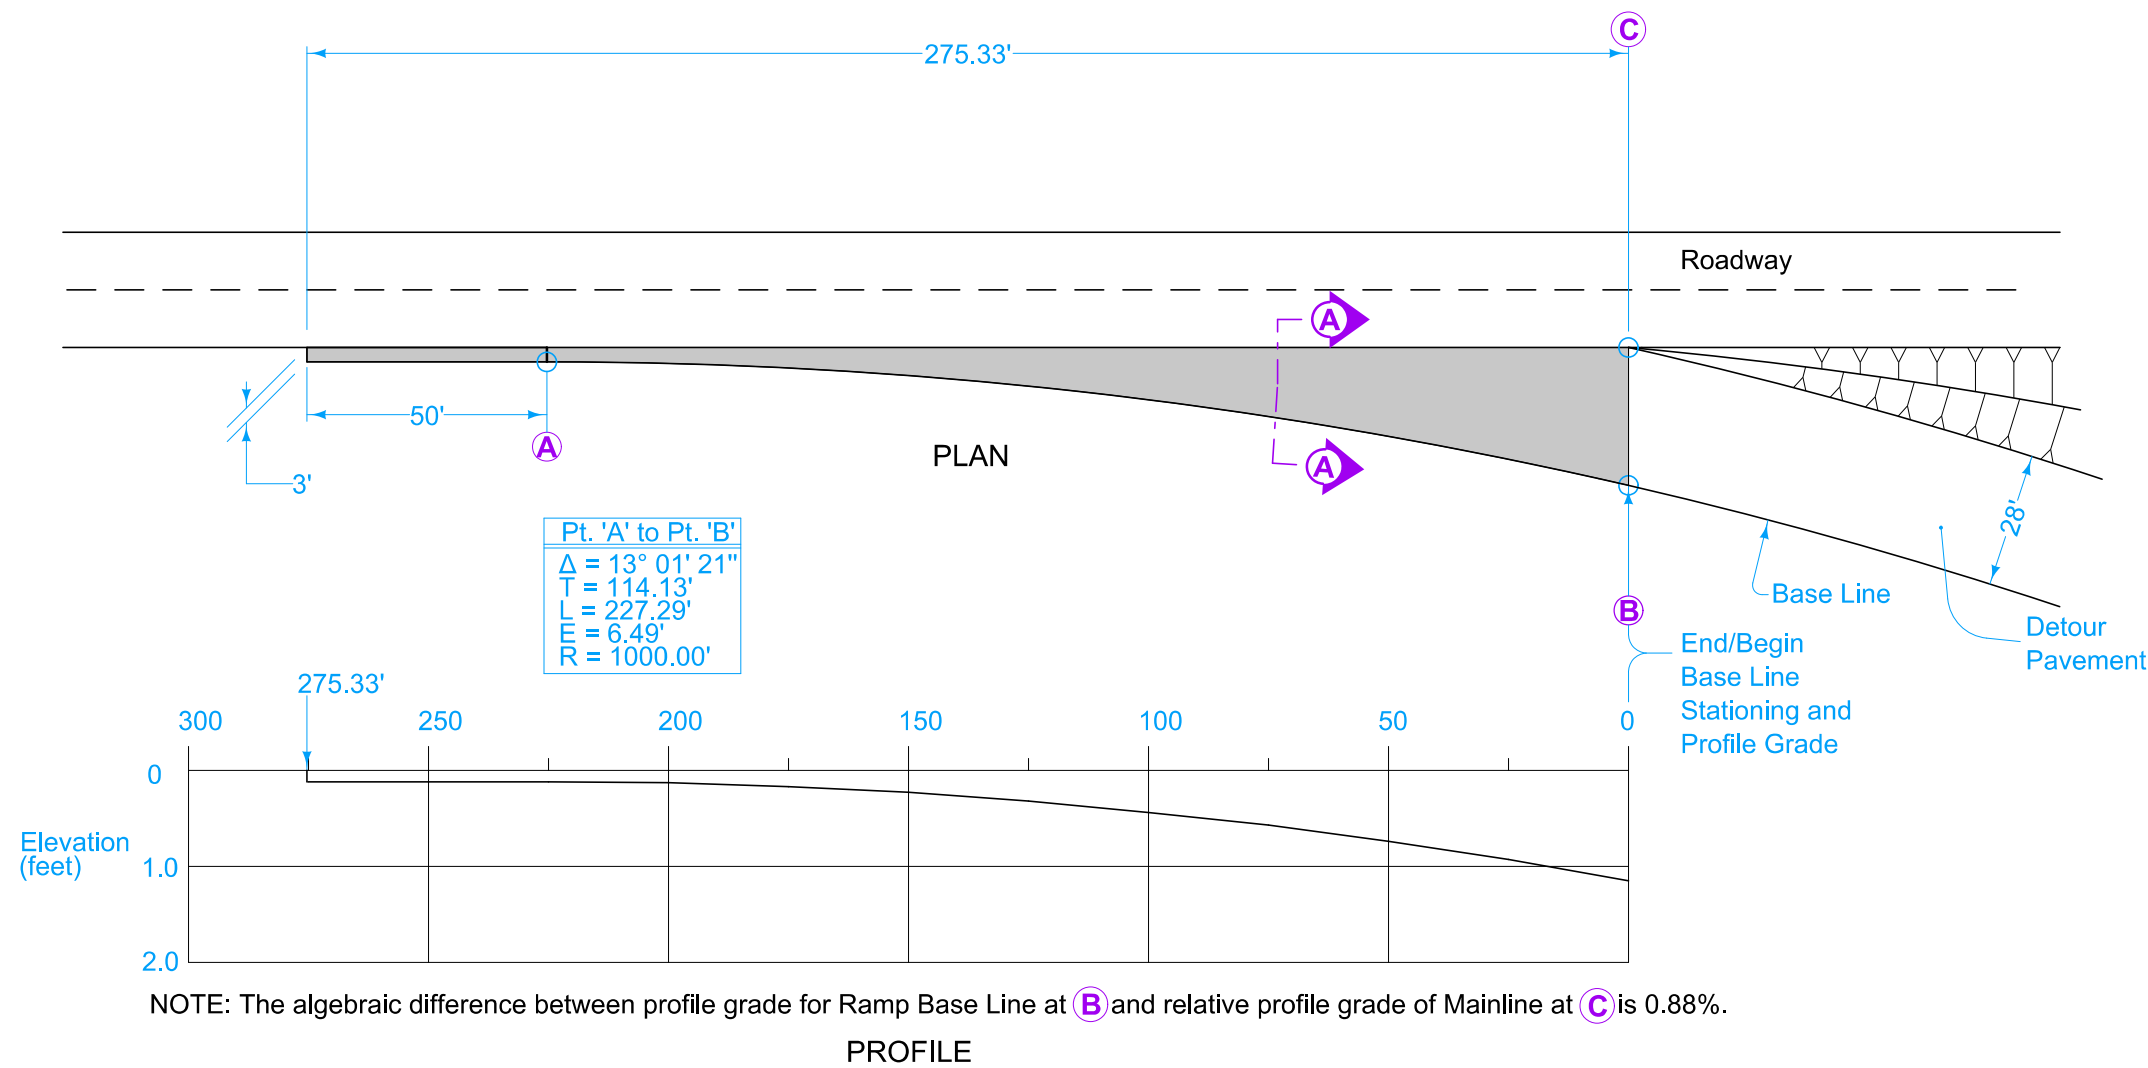 C
275.33'
Roadway
A
50'
A
PLAN
A
3'
28'
Pt. 'A' to Pt. 'B'
Δ = 13° 01' 21"
T = 114.13'
L = 227.29'
E = 6.49'
R = 1000.00'
Base Line
B
Detour
Pavement
End/Begin
Base Line
Stationing and
Profile Grade
275.33'
300 250 200 150 100 50 0
0
Elevation
(feet)
1.0
2.0
NOTE: The algebraic difference between profile grade for Ramp Base Line at B and relative profile grade of Mainline at C is 0.88%.
PROFILE